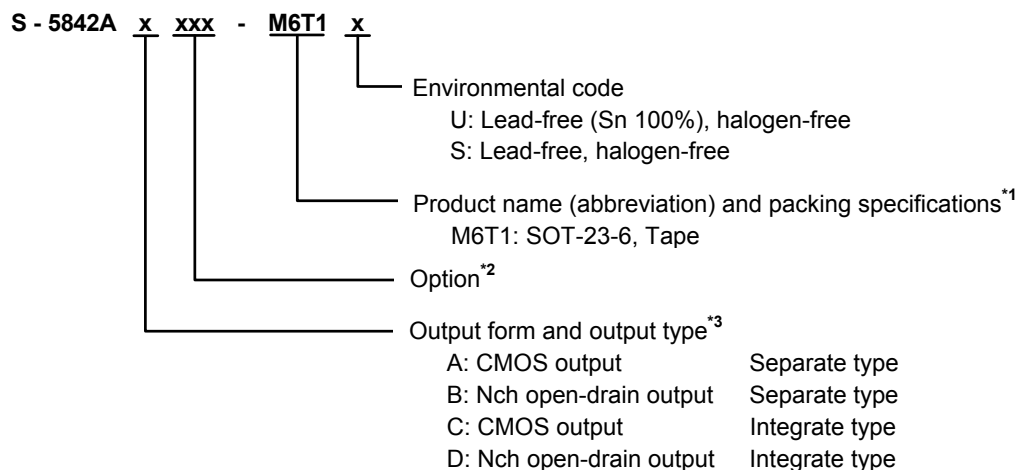 S - 5842A x xxx - M6T1 x
Environmental code
U: Lead-free (Sn 100%), halogen-free
S: Lead-free, halogen-free
Product name (abbreviation) and packing specifications*1
M6T1: SOT-23-6, Tape
Option*2
Output form and output type*3
A: CMOS output Separate type
B: Nch open-drain output Separate type
C: CMOS output Integrate type
D: Nch open-drain output Integrate type